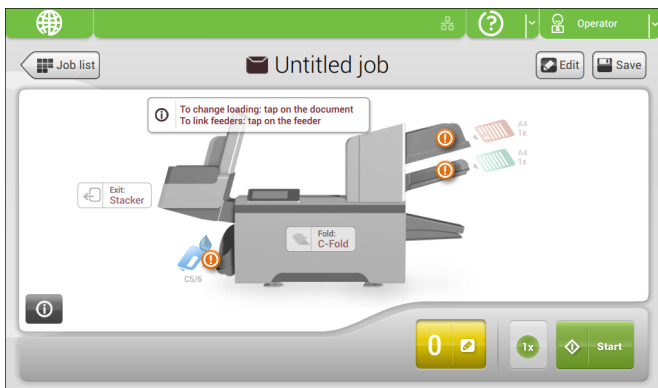 Operator
Job list
Untitled job
Edit
Save
To change loading: tap on the document
To link feeders: tap on the feeder
A4
1x
A4
1x
Exit:
Stacker
Fold:
C-Fold
C5/6
0
1x
Start